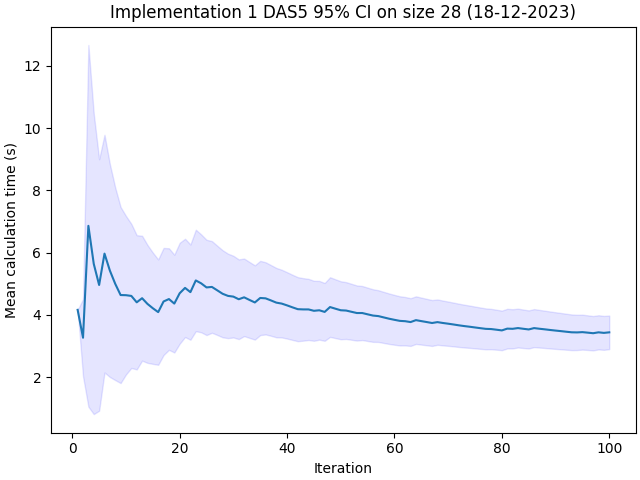 Implementation 1 DAS5 95% CI on size 28 (18-12-2023)
12
10
8
6
4
2
Mean calculation time (s)
0 20 40 60 80 100
Iteration